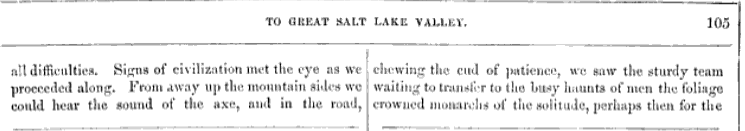 TO GREAT SALT LAKE VALLEY. 105
all difficulties. Signs of civilization met the eye as we
proceeded along. From away up the mountain sides we
could hear the sound of the axe, and in the road,
chewing the cud of patience, we saw the sturdy team
waiting to transfer to the busy haunts of men the foliage
crowned monarchs of the solitude, perhaps then for the